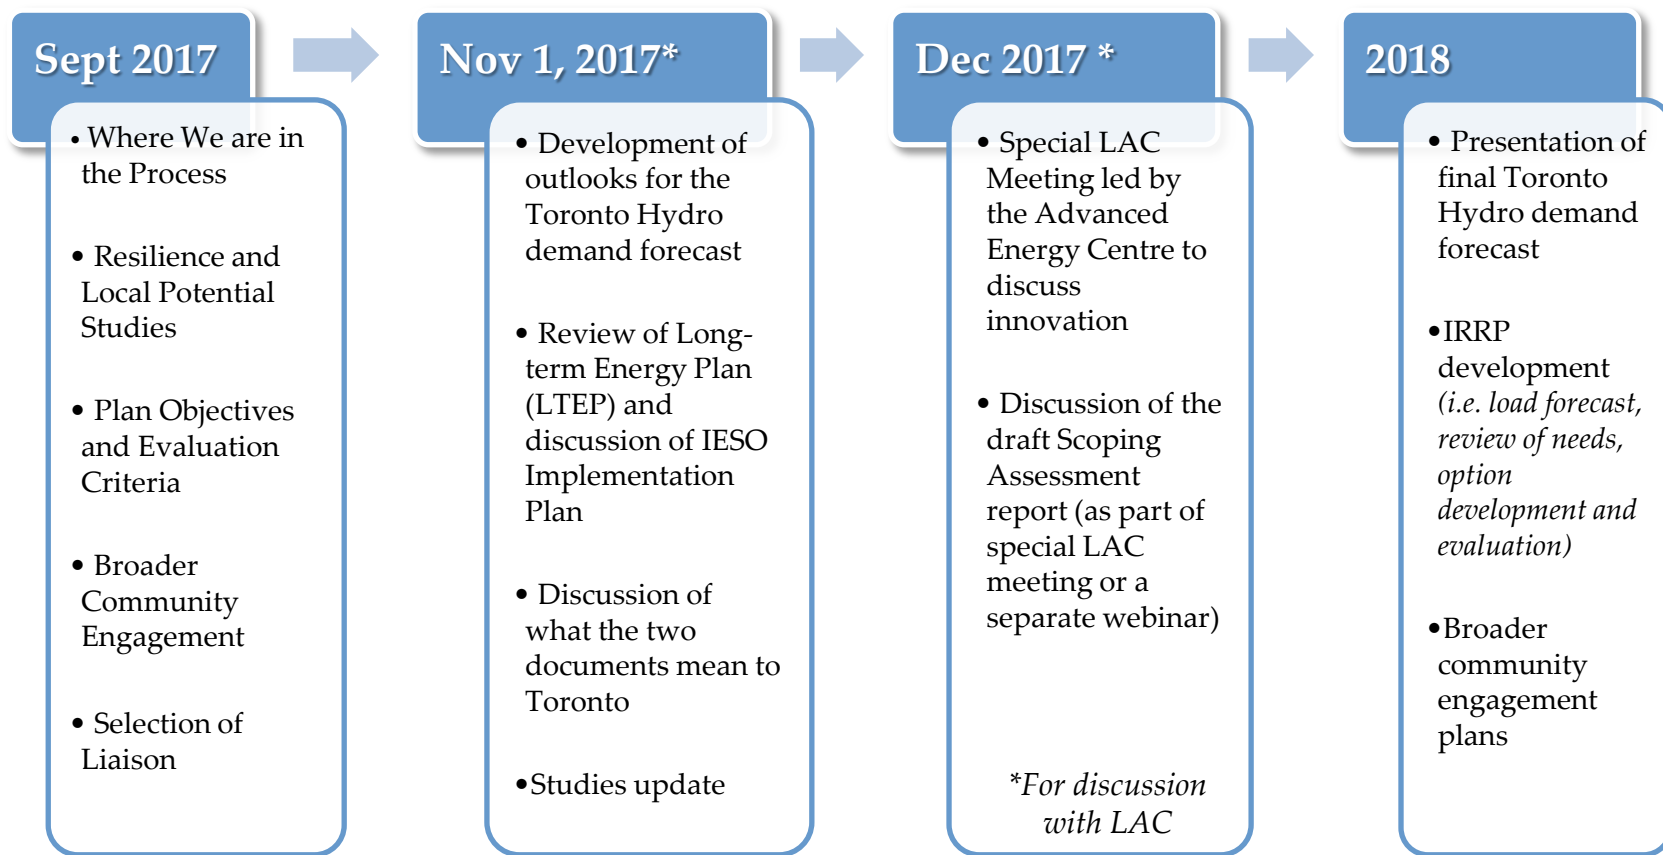 Sept 2017
• Where We are in
the Process
• Resilience and
Local Potential
Studies
• Plan Objectives
and Evaluation
Criteria
• Broader
Community
Engagement
• Selection of
Liaison
Nov 1, 2017*
• Development of
outlooks for the
Toronto Hydro
demand forecast
• Review of Long-
term Energy Plan
(LTEP) and
discussion of IESO
Implementation
Plan
• Discussion of
what the two
documents mean to
Toronto
•Studies update
Dec 2017 *
• Special LAC
Meeting led by
the Advanced
Energy Centre to
discuss
innovation
• Discussion of the
draft Scoping
Assessment
report (as part of
special LAC
meeting or a
separate webinar)
*For discussion
with LAC
2018
• Presentation of
final Toronto
Hydro demand
forecast
•IRRP
development
(i.e. load forecast,
review of needs,
option
development and
evaluation)
•Broader
community
engagement
plans